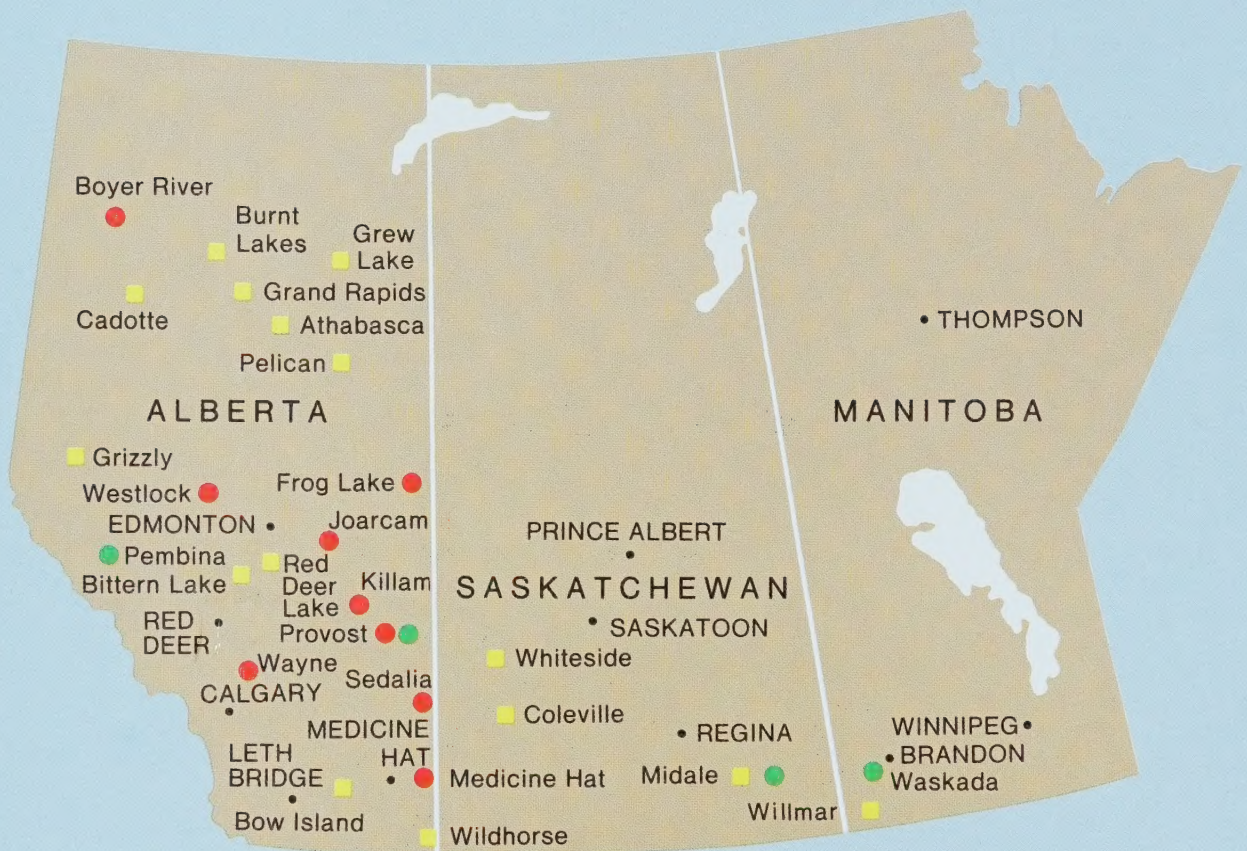 Boyer River
Burnt
Lakes
Grew
Lake
Cadotte
Grand Rapids
Athabasca
Pelican
THOMPSON
ALBERTA
MANITOBA
Grizzly
Westlock
Frog Lake
EDMONTON
Joarcam
Pembina
Bittern Lake
Red
Deer
Lake
Killam
PRINCE ALBERT
SASKATCHEWAN
RED
DEER
Provost
SASKATOON
Wayne
Whiteside
CALGARY
Sedalia
Coleville
MEDICINE
HAT
LETH
BRIDGE
Medicine Hat
REGINA
WINNIPEG
BRANDON
Midale
Waskada
Bow Island
Willmar
Wildhorse